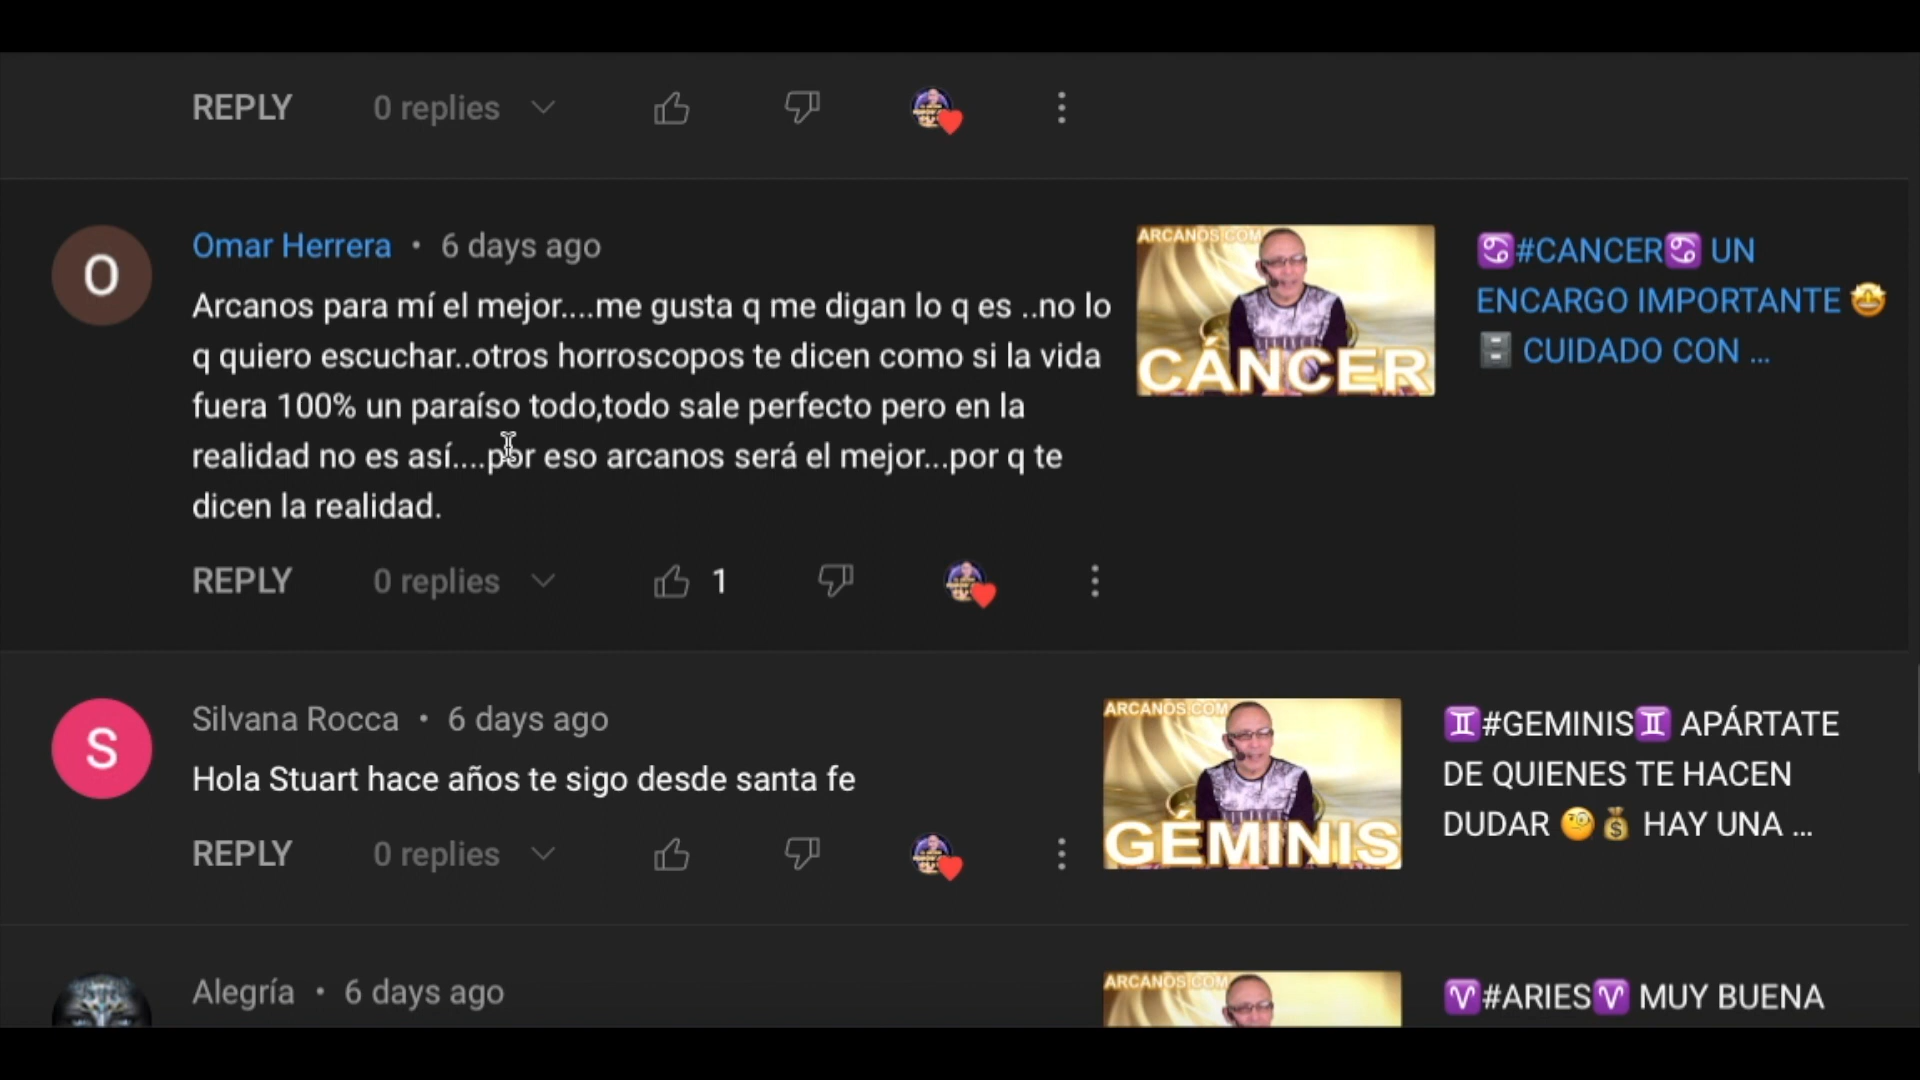 REPLY 0 replies
Omar Herrera • 6 days ago
Arcanos para mí el mejor....me gusta q me digan lo q es ..no lo
q quiero escuchar..otros horroscopos te dicen como si la vida
fuera 100% un paraíso todo,todo sale perfecto pero en la
realidad no es así....por eso arcanos será el mejor...por q te
dicen la realidad.
REPLY 0 replies 1
ARCANOS.COM
CÁNCER
♋#CANCER♋ UN
ENCARGO IMPORTANTE 🤩
🗄️ CUIDADO CON ...
Silvana Rocca • 6 days ago
Hola Stuart hace años te sigo desde santa fe
REPLY 0 replies
ARCANOS.COM
GÉMINIS
♊#GEMINIS♊ APÁRTATE
DE QUIENES TE HACEN
DUDAR 🧐💰 HAY UNA ...
Alegría • 6 days ago
ARCANOS.COM
♈#ARIES♈ MUY BUENA
O
S